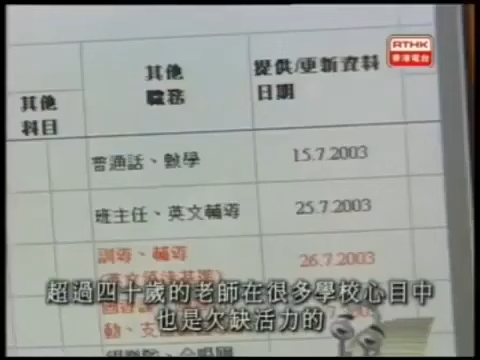 RTHK
香港電台
其他
職務
提供/更新資料
日期
其他
科目
普通話、數學
15.7.2003
班主任、英文輔導
25.7.2003
訓導、輔導
26.7.2003
超過四十歲的老師在很多學校心目中
也是欠缺活力的